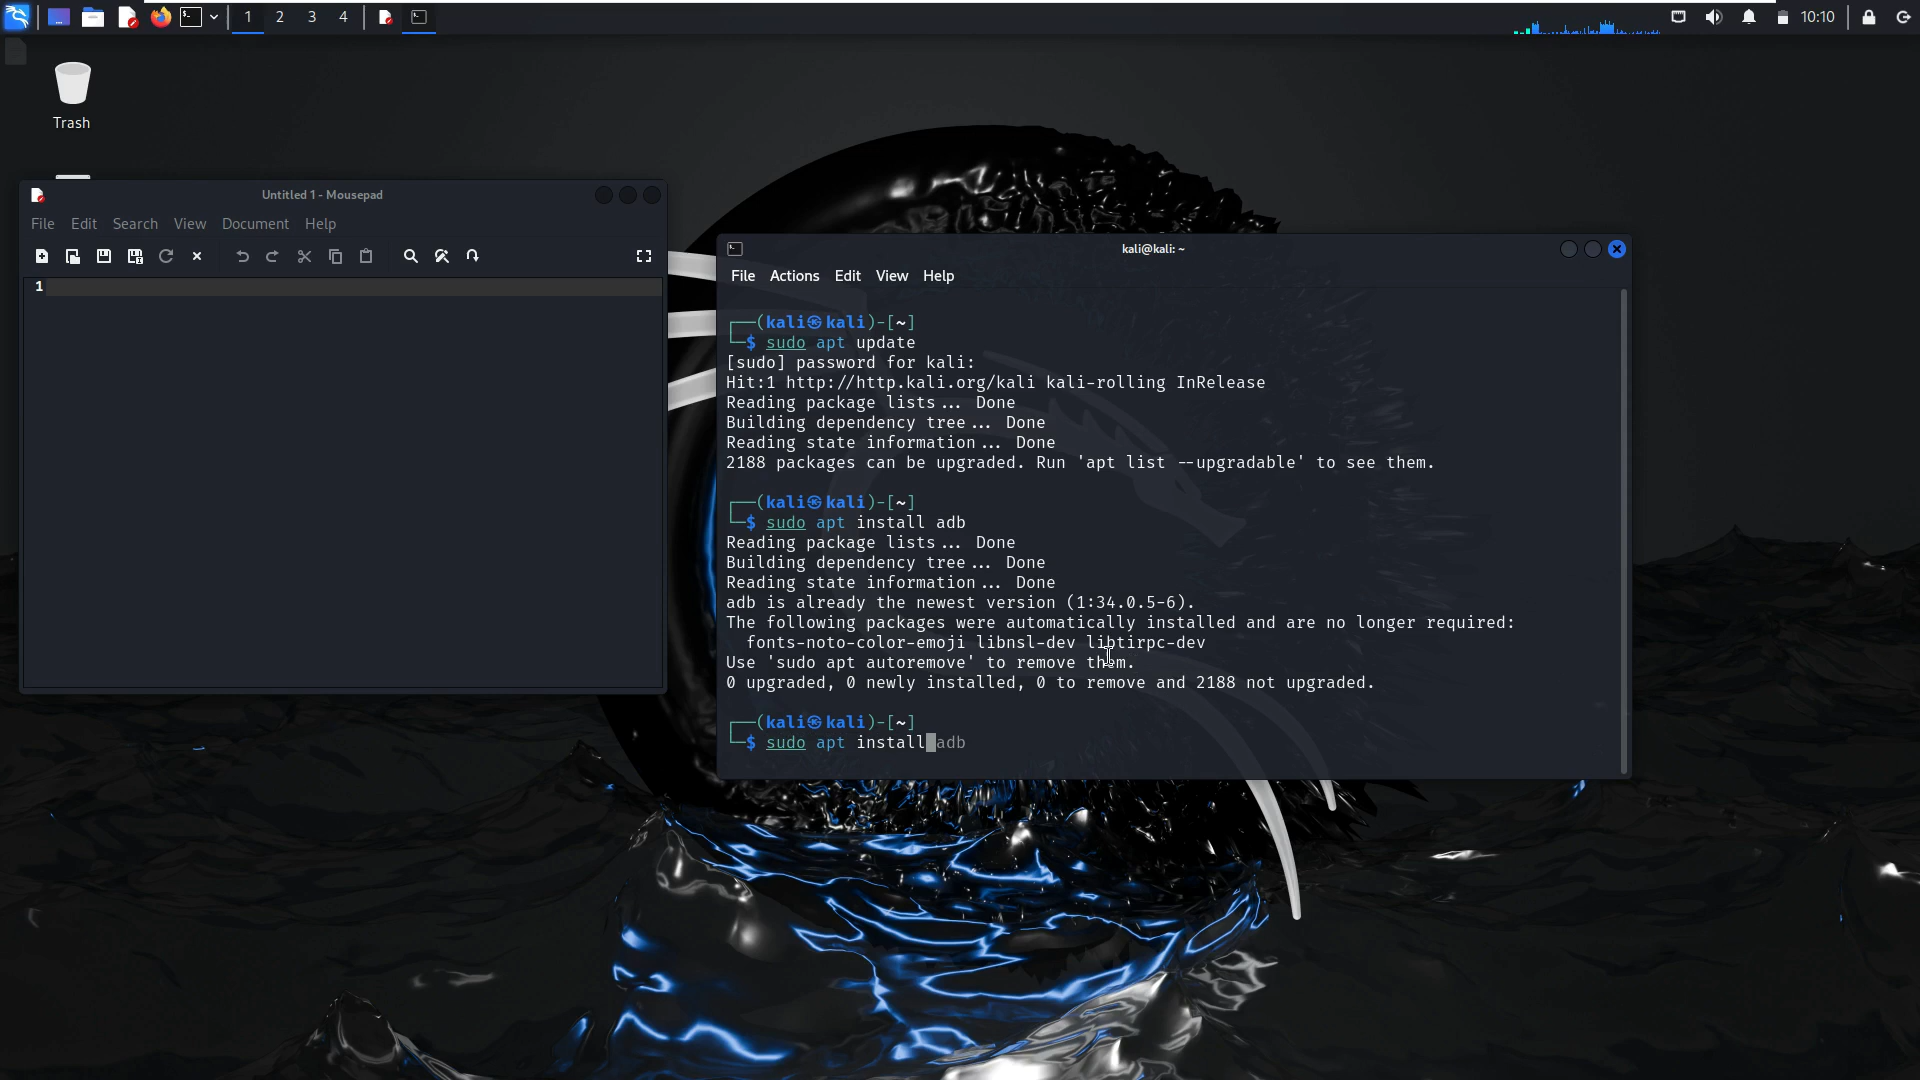 1 2 3 4
10:10
Trash
Untitled 1 - Mousepad
File Edit Search View Document Help
1
kali@kali: ~
File Actions Edit View Help
┌──(kali㉿kali)-[~]
└─$ sudo apt update
[sudo] password for kali:
Hit:1 http://http.kali.org/kali kali-rolling InRelease
Reading package lists... Done
Building dependency tree... Done
Reading state information... Done
2188 packages can be upgraded. Run 'apt list --upgradable' to see them.
┌──(kali㉿kali)-[~]
└─$ sudo apt install adb
Reading package lists... Done
Building dependency tree... Done
Reading state information... Done
adb is already the newest version (1:34.0.5-6).
The following packages were automatically installed and are no longer required:
fonts-noto-color-emoji libnsl-dev libtirpc-dev
Use 'sudo apt autoremove' to remove them.
0 upgraded, 0 newly installed, 0 to remove and 2188 not upgraded.
┌──(kali㉿kali)-[~]
└─$ sudo apt install adb